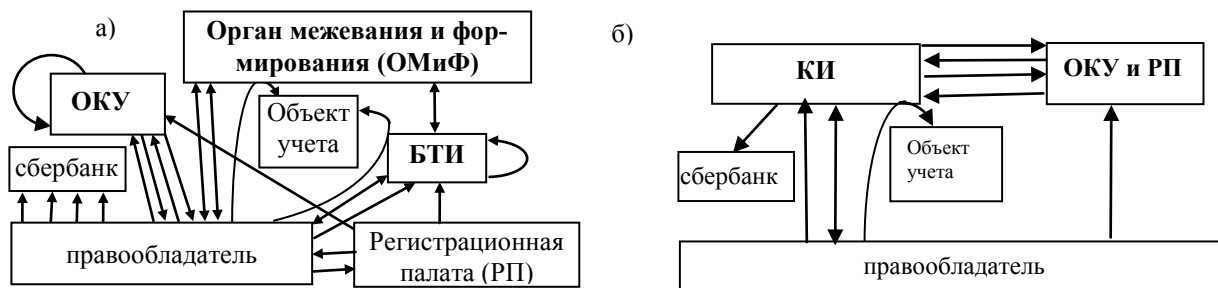 а)
Орган межевания и фор-
мирования (ОМиФ)
ОКУ
Объект
учета
БТИ
сбербанк
правообладатель
Регистрационная
палата (РП)
б)
КИ
ОКУ и РП
сбербанк
Объект
учета
правообладатель